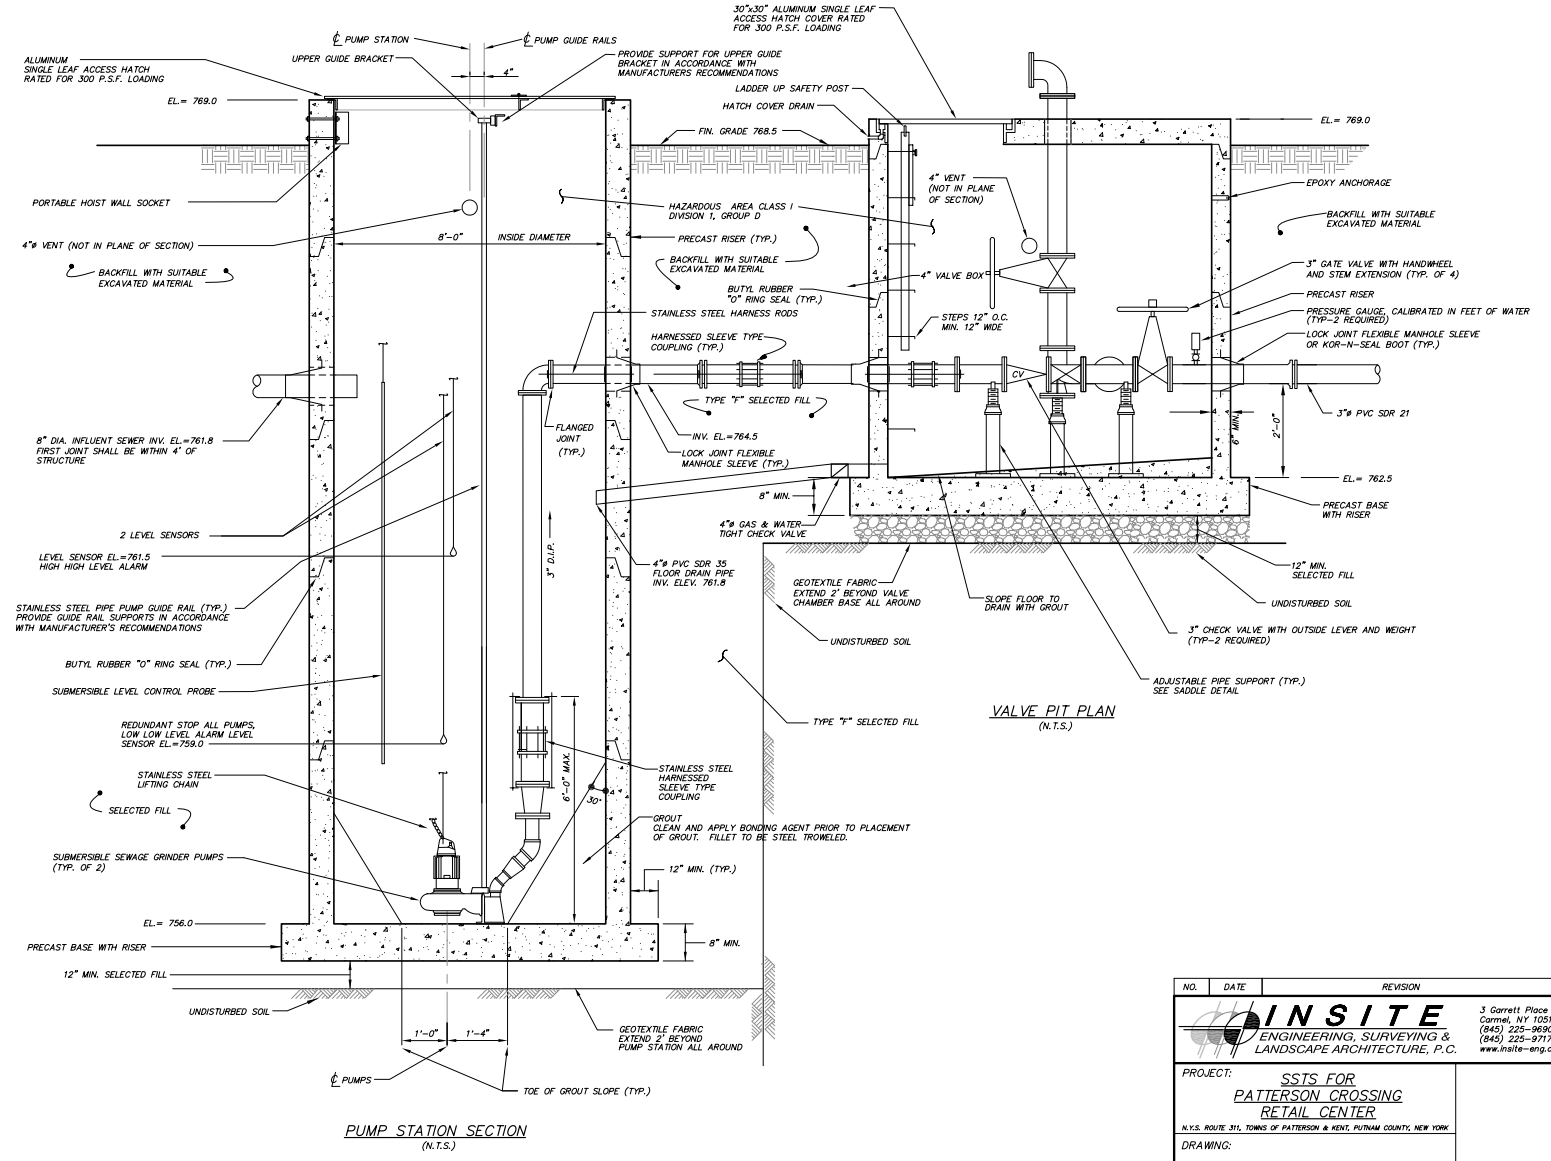 30"x30" ALUMINUM SINGLE LEAF
ACCESS HATCH COVER RATED
FOR 300 P.S.F. LOADING
℄ PUMP STATION
℄ PUMP GUIDE RAILS
UPPER GUIDE BRACKET
PROVIDE SUPPORT FOR UPPER GUIDE
BRACKET IN ACCORDANCE WITH
MANUFACTURERS RECOMMENDATIONS
4"
ALUMINUM
SINGLE LEAF ACCESS HATCH
RATED FOR 300 P.S.F. LOADING
LADDER UP SAFETY POST
HATCH COVER DRAIN
EL.= 769.0
EL.= 769.0
FIN. GRADE 768.5
PORTABLE HOIST WALL SOCKET
4"ø VENT (NOT IN PLANE OF SECTION)
BACKFILL WITH SUITABLE
EXCAVATED MATERIAL
8'-0"
INSIDE DIAMETER
HAZARDOUS AREA CLASS I
DIVISION 1, GROUP D
PRECAST RISER (TYP.)
BACKFILL WITH SUITABLE
EXCAVATED MATERIAL
4" VENT
(NOT IN PLANE
OF SECTION)
4" VALVE BOX
BUTYL RUBBER
"O" RING SEAL (TYP.)
STAINLESS STEEL HARNESS RODS
STEPS 12" O.C.
MIN. 12" WIDE
HARNESSED SLEEVE TYPE
COUPLING (TYP.)
EPOXY ANCHORAGE
BACKFILL WITH SUITABLE
EXCAVATED MATERIAL
3" GATE VALVE WITH HANDWHEEL
AND STEM EXTENSION (TYP. OF 4)
PRECAST RISER
PRESSURE GAUGE, CALIBRATED IN FEET OF WATER
(TYP-2 REQUIRED)
LOCK JOINT FLEXIBLE MANHOLE SLEEVE
OR KOR-N-SEAL BOOT (TYP.)
CV
TYPE "F" SELECTED FILL
3"ø PVC SDR 21
6" MIN.
2'-0"
8" DIA. INFLUENT SEWER INV. EL.=761.8
FIRST JOINT SHALL BE WITHIN 4' OF
STRUCTURE
FLANGED
JOINT
(TYP.)
INV. EL.=764.5
LOCK JOINT FLEXIBLE
MANHOLE SLEEVE (TYP.)
EL.= 762.5
8" MIN.
PRECAST BASE
WITH RISER
4"ø GAS & WATER
TIGHT CHECK VALVE
2 LEVEL SENSORS
LEVEL SENSOR EL.=761.5
HIGH HIGH LEVEL ALARM
3" D.I.P.
4"ø PVC SDR 35
FLOOR DRAIN PIPE
INV. ELEV. 761.8
GEOTEXTILE FABRIC
EXTEND 2' BEYOND VALVE
CHAMBER BASE ALL AROUND
SLOPE FLOOR TO
DRAIN WITH GROUT
12" MIN.
SELECTED FILL
UNDISTURBED SOIL
STAINLESS STEEL PIPE PUMP GUIDE RAIL (TYP.)
PROVIDE GUIDE RAIL SUPPORTS IN ACCORDANCE
WITH MANUFACTURER'S RECOMMENDATIONS
UNDISTURBED SOIL
3" CHECK VALVE WITH OUTSIDE LEVER AND WEIGHT
(TYP-2 REQUIRED)
BUTYL RUBBER "O" RING SEAL (TYP.)
SUBMERSIBLE LEVEL CONTROL PROBE
ADJUSTABLE PIPE SUPPORT (TYP.)
SEE SADDLE DETAIL
VALVE PIT PLAN
(N.T.S.)
REDUNDANT STOP ALL PUMPS,
LOW LOW LEVEL ALARM LEVEL
SENSOR EL.=759.0
TYPE "F" SELECTED FILL
STAINLESS STEEL
LIFTING CHAIN
STAINLESS STEEL
HARNESSED
SLEEVE TYPE
COUPLING
6'-0" MAX.
30°
SELECTED FILL
GROUT
CLEAN AND APPLY BONDING AGENT PRIOR TO PLACEMENT
OF GROUT. FILLET TO BE STEEL TROWELED.
SUBMERSIBLE SEWAGE GRINDER PUMPS
(TYP. OF 2)
12" MIN. (TYP.)
EL.= 756.0
PRECAST BASE WITH RISER
8" MIN.
12" MIN. SELECTED FILL
UNDISTURBED SOIL
1'-0"
1'-4"
GEOTEXTILE FABRIC
EXTEND 2' BEYOND
PUMP STATION ALL AROUND
℄ PUMPS
TOE OF GROUT SLOPE (TYP.)
PUMP STATION SECTION
(N.T.S.)
NO. DATE REVISION
INSITE
ENGINEERING, SURVEYING &
LANDSCAPE ARCHITECTURE, P.C.
3 Garrett Place
Carmel, NY 1051
(845) 225-9690
(845) 225-9717
www.insite-eng.c
PROJECT:
SSTS FOR
PATTERSON CROSSING
RETAIL CENTER
N.Y.S. ROUTE 311, TOWNS OF PATTERSON & KENT, PUTNAM COUNTY, NEW YORK
DRAWING: